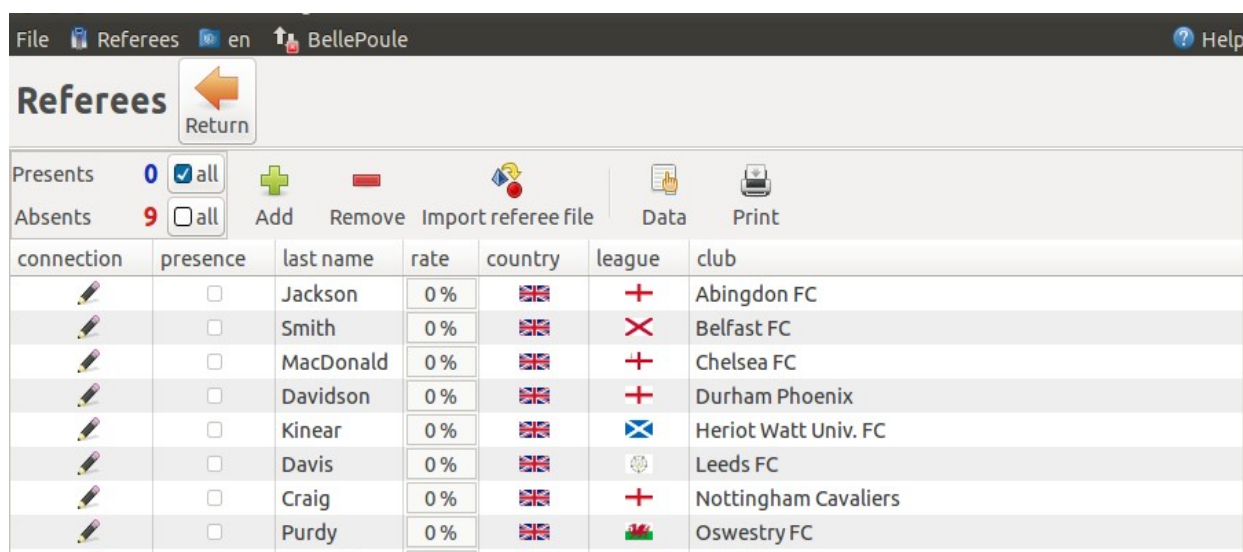 File Referees en BellePoule Help
Referees Return
Presents 0 all
Absents 9 all
Add Remove Import referee file Data Print
connection presence last name rate country league club
Jackson 0 % Abingdon FC
Smith 0 % Belfast FC
MacDonald 0 % Chelsea FC
Davidson 0 % Durham Phoenix
Kinear 0 % Heriot Watt Univ. FC
Davis 0 % Leeds FC
Craig 0 % Nottingham Cavaliers
Purdy 0 % Oswestry FC